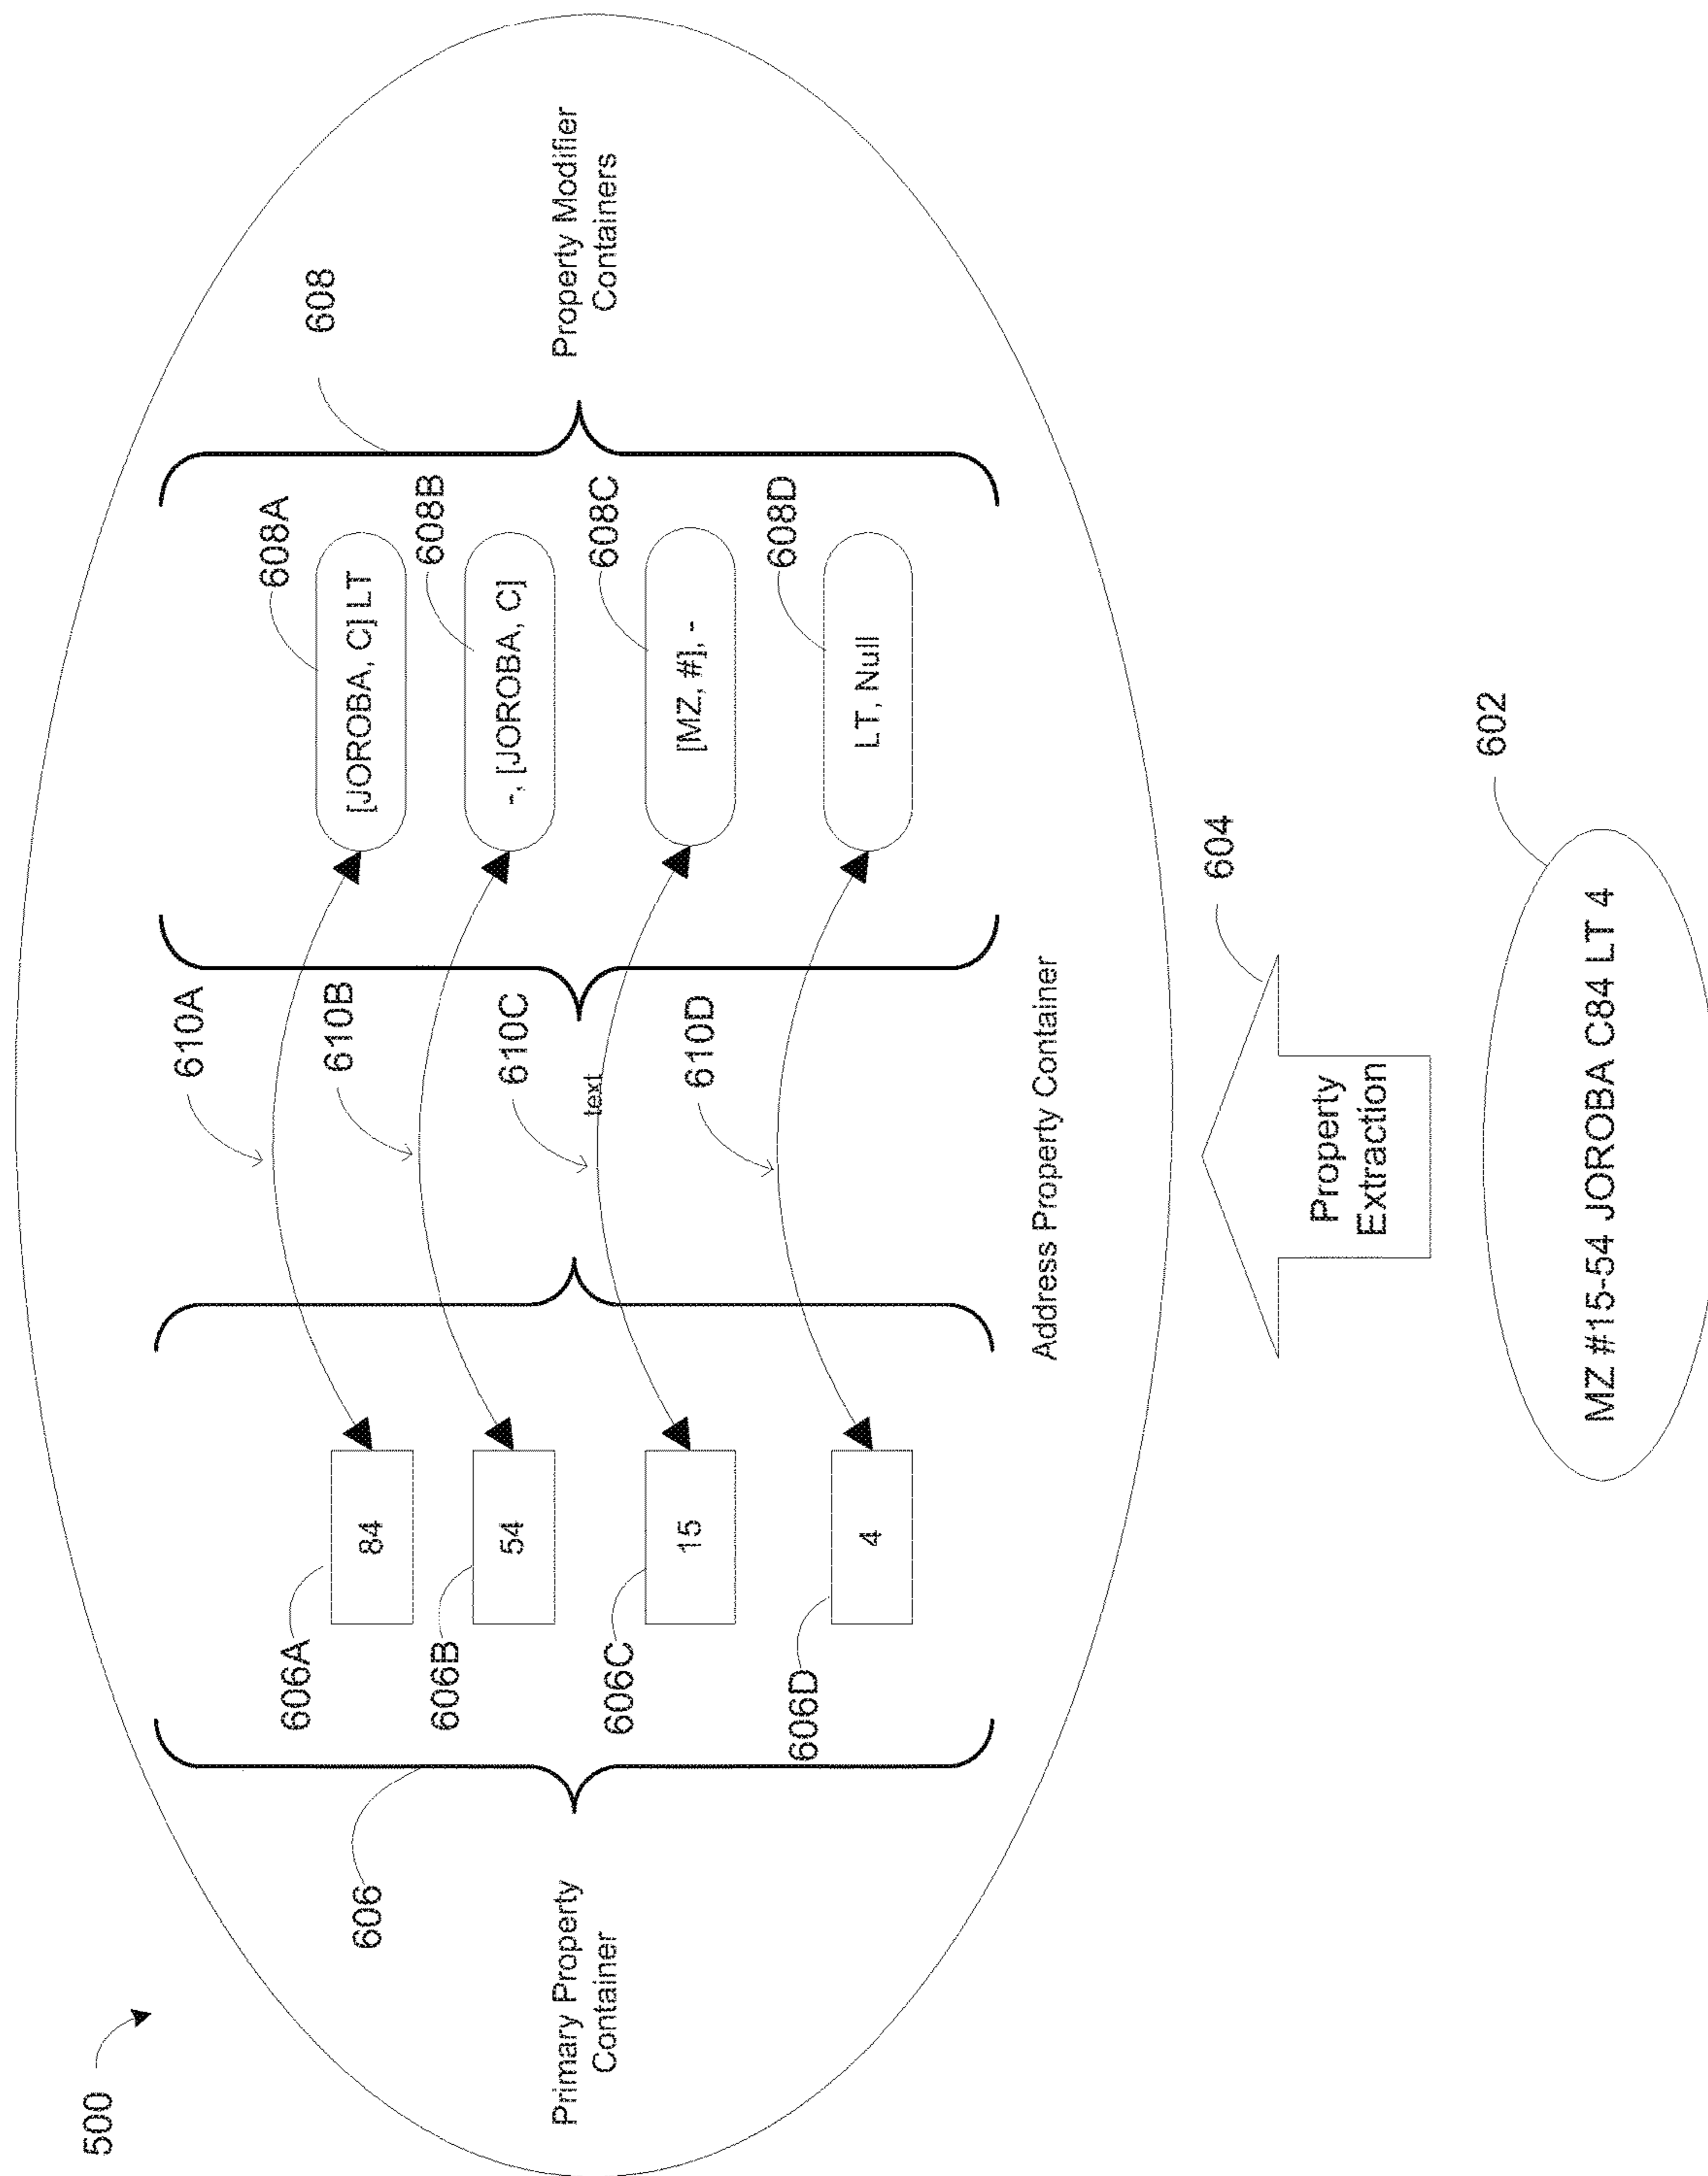 500
606
Primary Property
Container
606A
84
606B
54
606C
15
606D
4
610A
610B
610C
text
610D
608A
[JOROBA, C] LT
608B
-, [JOROBA, C]
608C
[MZ, #], -
608D
LT, Null
608
Property Modifier
Containers
Address Property Container
604
Property
Extraction
602
MZ #15-54 JOROBA C84 LT 4